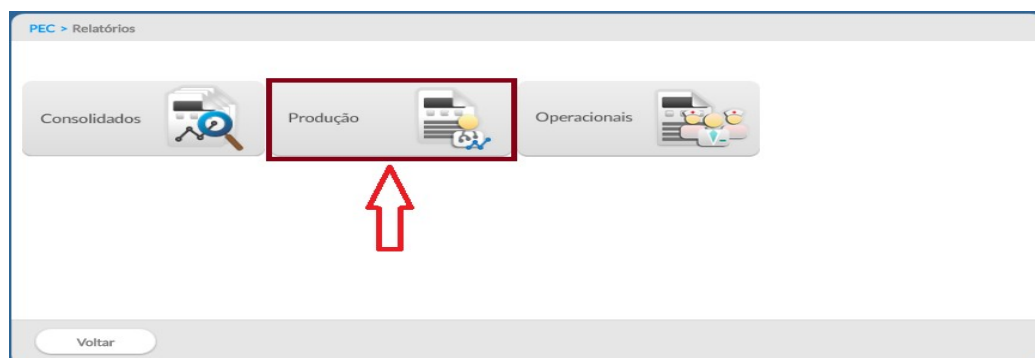 PEC > Relatórios
Consolidados
Produção
Operacionais
Voltar